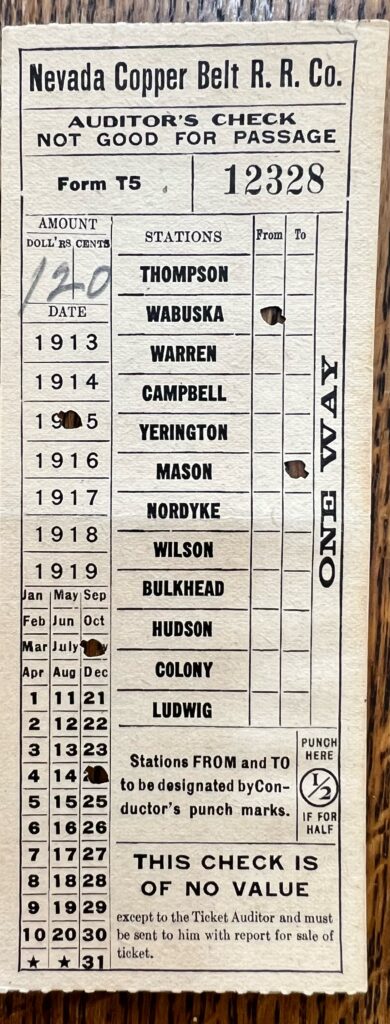 Nevada Copper Belt R. R. Co.
AUDITOR'S CHECK
NOT GOOD FOR PASSAGE
Form T5
12328
AMOUNT
DOLL'RS CENTS
1 20
DATE
1913
1914
19 5
1916
1917
1918
1919
Jan May Sep
Feb Jun Oct
Mar July
Apr Aug Dec
1 11 21
2 12 22
3 13 23
4 14
5 15 25
6 16 26
7 17 27
8 18 28
9 19 29
10 20 30
★ ★ 31
STATIONS From To
THOMPSON
WABUSKA
WARREN
CAMPBELL
YERINGTON
MASON
NORDYKE
WILSON
BULKHEAD
HUDSON
COLONY
LUDWIG
ONE WAY
Stations FROM and TO
to be designated by Con-
ductor's punch marks.
PUNCH
HERE
1/2
IF FOR
HALF
THIS CHECK IS
OF NO VALUE
except to the Ticket Auditor and must
be sent to him with report for sale of
ticket.